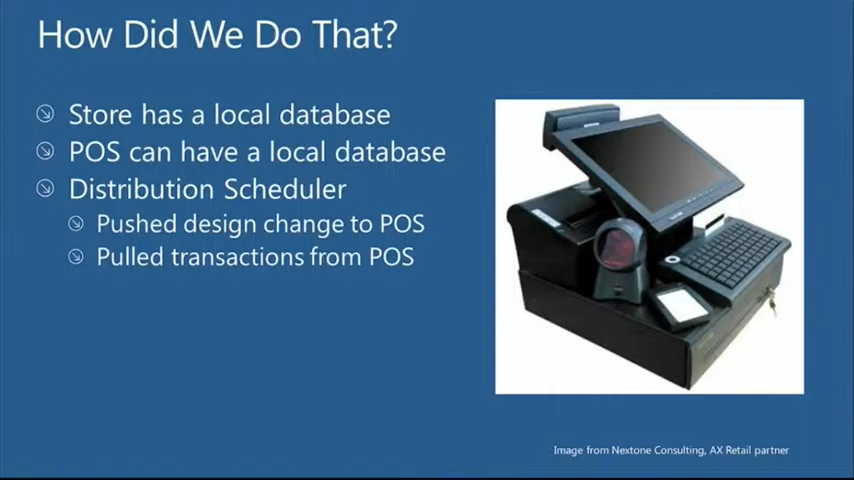 How Did We Do That?
Store has a local database
POS can have a local database
Distribution Scheduler
Pushed design change to POS
Pulled transactions from POS
Image from Nextone Consulting, AX Retail partner